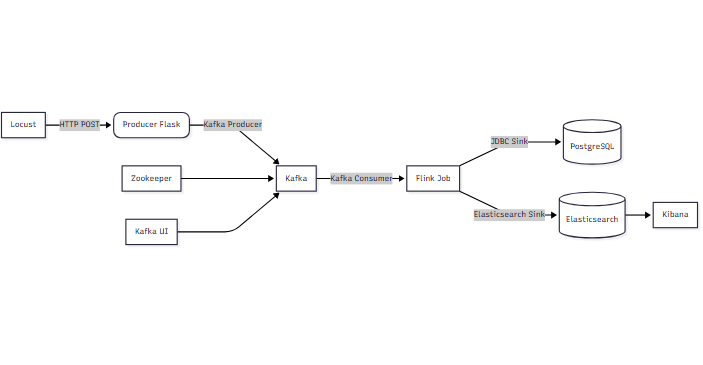 Locust
HTTP POST
Producer Flask
Kafka Producer
Zookeeper
Kafka UI
Kafka
Kafka Consumer
Flink Job
JDBC Sink
PostgreSQL
Elasticsearch Sink
Elasticsearch
Kibana